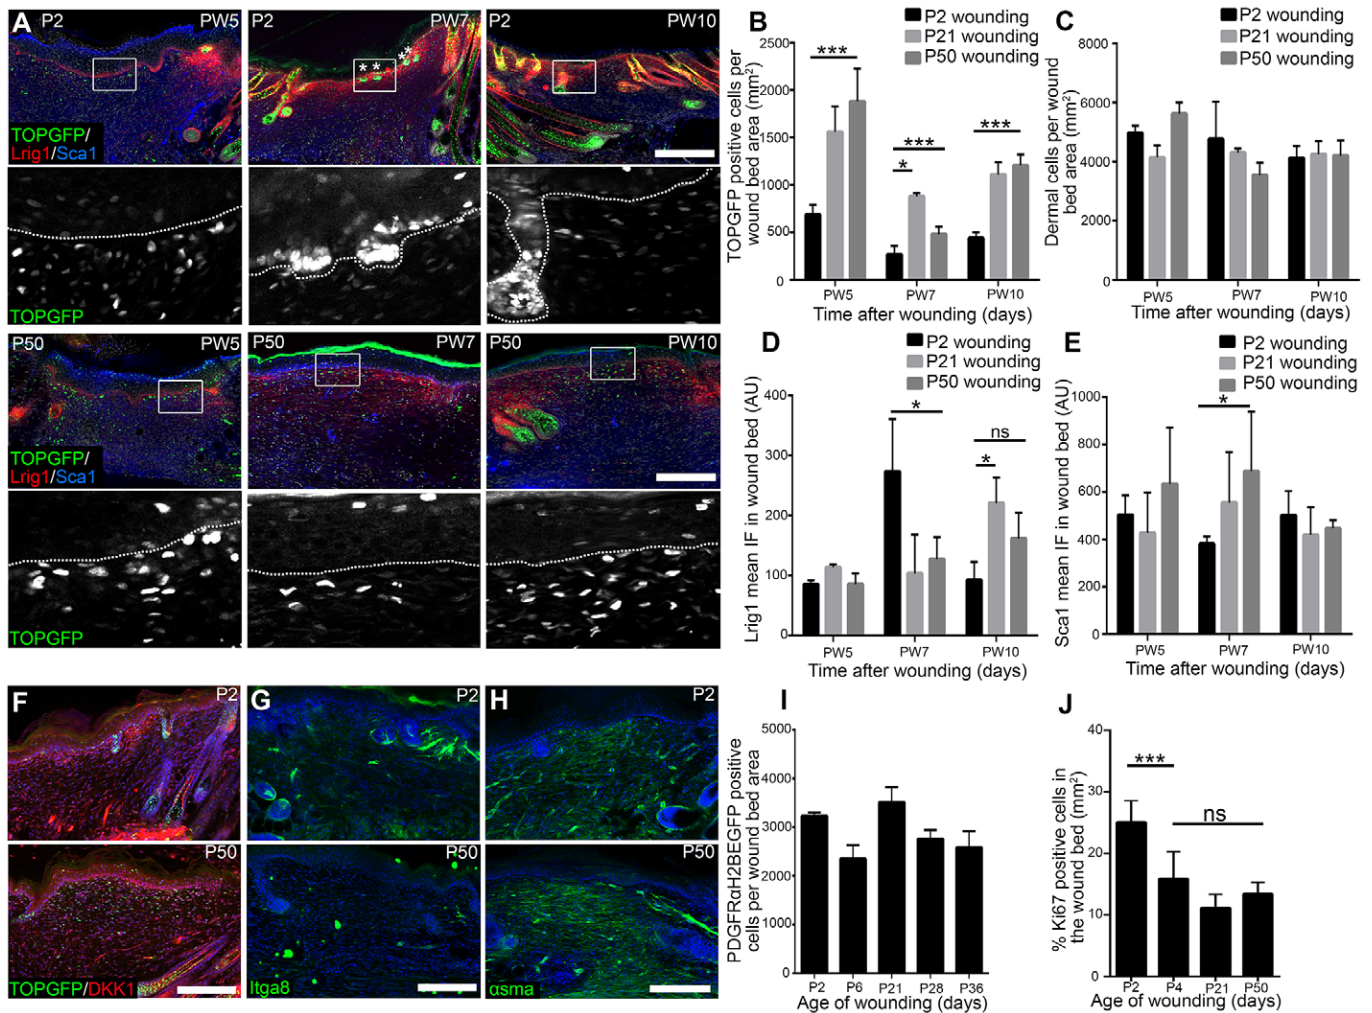 A
P2
PW5
P2
PW7
P2
PW10
* *
**
TOPGFP/
Lrig1/Sca1
TOPGFP
P50
PW5
P50
PW7
P50
PW10
TOPGFP/
Lrig1/Sca1
TOPGFP
B
P2 wounding
P21 wounding
P50 wounding
TOPGFP positive cells per
wound bed area (mm²)
2500
2000
1500
1000
500
0
***
***
*
***
PW5
PW7
PW10
Time after wounding (days)
C
P2 wounding
P21 wounding
P50 wounding
Dermal cells per wound
bed area (mm²)
8000
6000
4000
2000
0
PW5
PW7
PW10
Time after wounding (days)
D
P2 wounding
P21 wounding
P50 wounding
Lrig1 mean IF in wound bed (AU)
400
300
200
100
0
*
ns
*
PW5
PW7
PW10
Time after wounding (days)
E
P2 wounding
P21 wounding
P50 wounding
Sca1 mean IF in wound bed (AU)
1000
800
600
400
200
0
*
PW5
PW7
PW10
Time after wounding (days)
F
P2
P50
TOPGFP/DKK1
G
P2
P50
Itga8
H
P2
P50
αsma
I
PDGFRαH2BEGFP positive
cells per wound bed area
5000
4000
3000
2000
1000
0
P2
P6
P21
P28
P36
Age of wounding (days)
J
% Ki67 positive cells in
the wound bed (mm²)
40
30
20
10
0
***
ns
P2
P4
P21
P50
Age of wounding (days)